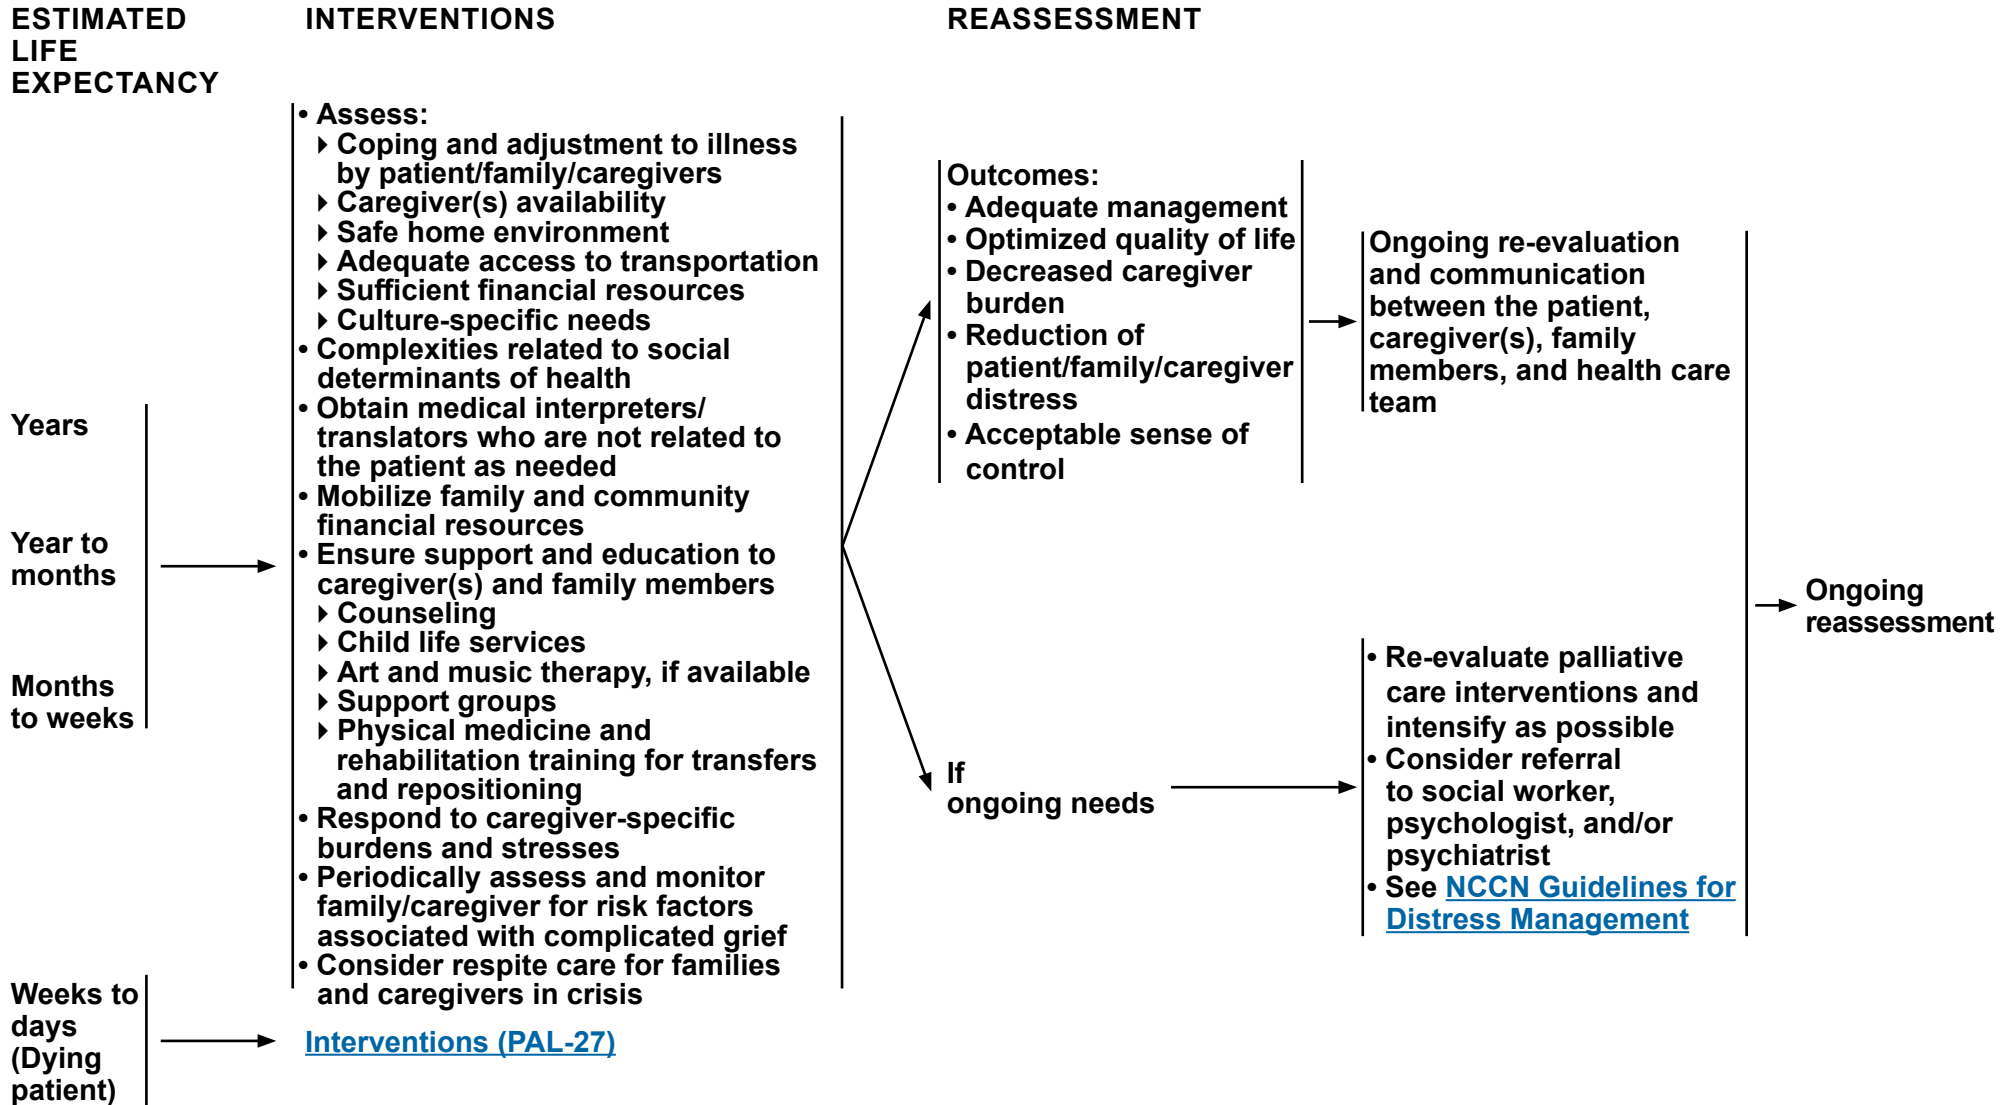 ESTIMATED
LIFE
EXPECTANCY
INTERVENTIONS
REASSESSMENT
Years
Year to
months
Months
to weeks
• Assess:
‣ Coping and adjustment to illness
by patient/family/caregivers
‣ Caregiver(s) availability
‣ Safe home environment
‣ Adequate access to transportation
‣ Sufficient financial resources
‣ Culture-specific needs
• Complexities related to social
determinants of health
• Obtain medical interpreters/
translators who are not related to
the patient as needed
• Mobilize family and community
financial resources
• Ensure support and education to
caregiver(s) and family members
‣ Counseling
‣ Child life services
‣ Art and music therapy, if available
‣ Support groups
‣ Physical medicine and
rehabilitation training for transfers
and repositioning
• Respond to caregiver-specific
burdens and stresses
• Periodically assess and monitor
family/caregiver for risk factors
associated with complicated grief
• Consider respite care for families
and caregivers in crisis
Outcomes:
• Adequate management
• Optimized quality of life
• Decreased caregiver
burden
• Reduction of
patient/family/caregiver
distress
• Acceptable sense of
control
Ongoing re-evaluation
and communication
between the patient,
caregiver(s), family
members, and health care
team
If
ongoing needs
• Re-evaluate palliative
care interventions and
intensify as possible
• Consider referral
to social worker,
psychologist, and/or
psychiatrist
• See NCCN Guidelines for
Distress Management
Ongoing
reassessment
Weeks to
days
(Dying
patient)
Interventions (PAL-27)